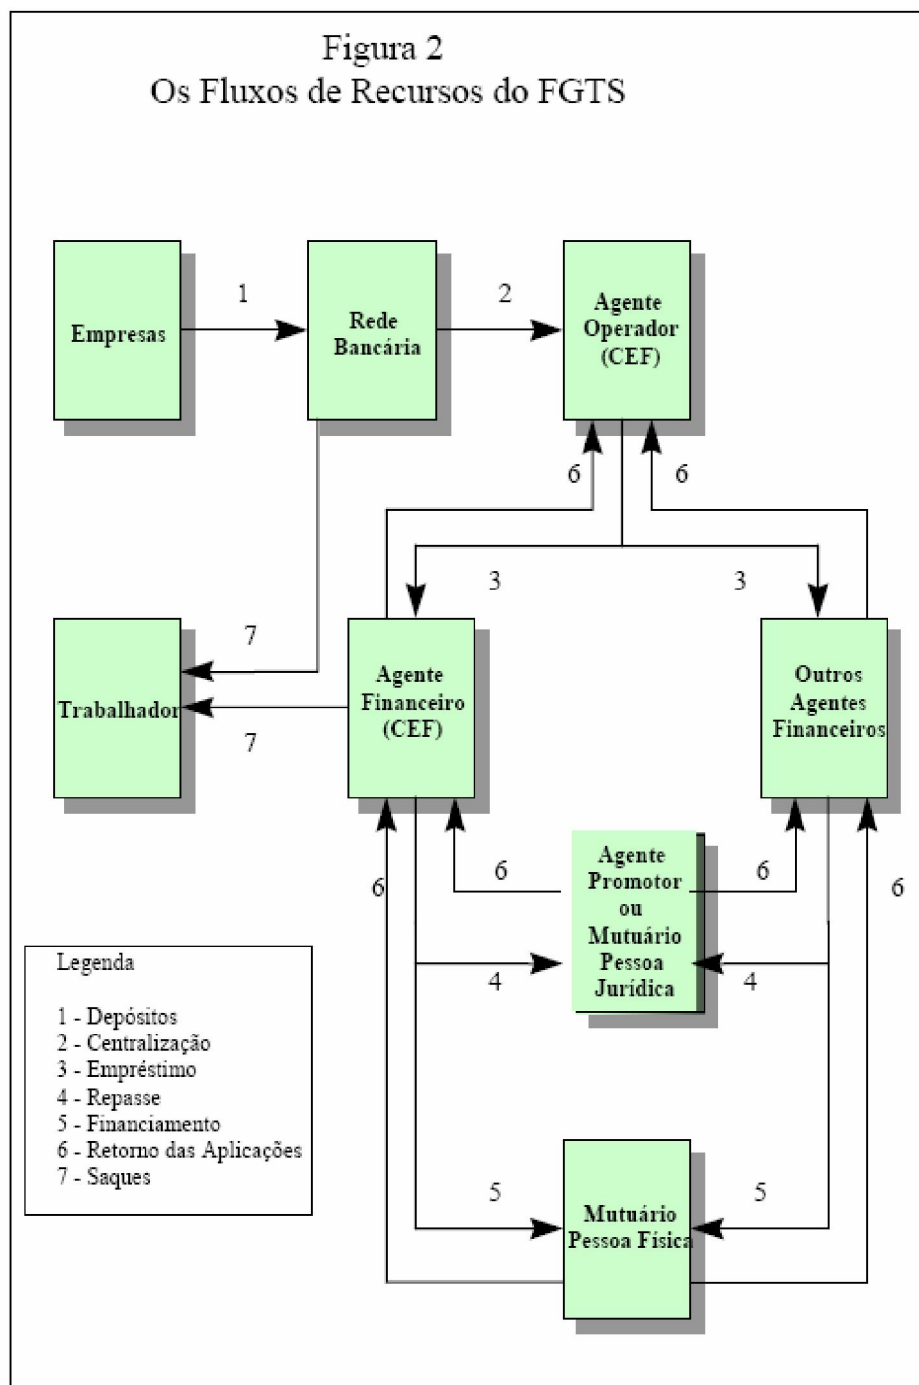 Figura 2
Os Fluxos de Recursos do FGTS
1
2
Empresas
Rede
Bancária
Agente
Operador
(CEF)
6
6
3
3
7
Trabalhador
Agente
Financeiro
(CEF)
Outros
Agentes
Financeiros
7
6
6
Agente
Promotor
ou
Mutuário
Pessoa
Jurídica
6
6
4
4
Legenda
1 - Depósitos
2 - Centralização
3 - Empréstimo
4 - Repasse
5 - Financiamento
6 - Retorno das Aplicações
7 - Saques
5
5
Mutuário
Pessoa Física